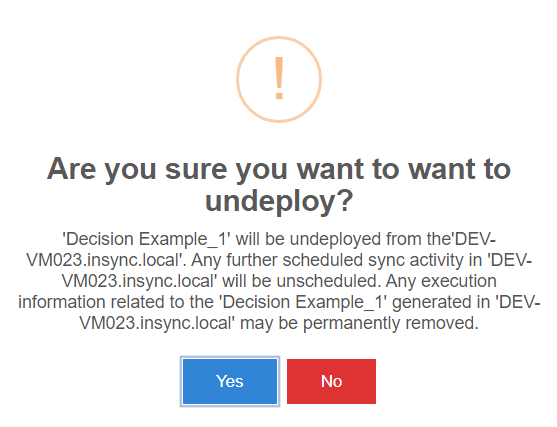 !
Are you sure you want to want to
undeploy?
'Decision Example_1' will be undeployed from the'DEV-
VM023.insync.local'. Any further scheduled sync activity in 'DEV-
VM023.insync.local' will be unscheduled. Any execution
information related to the 'Decision Example_1' generated in 'DEV-
VM023.insync.local' may be permanently removed.
Yes No